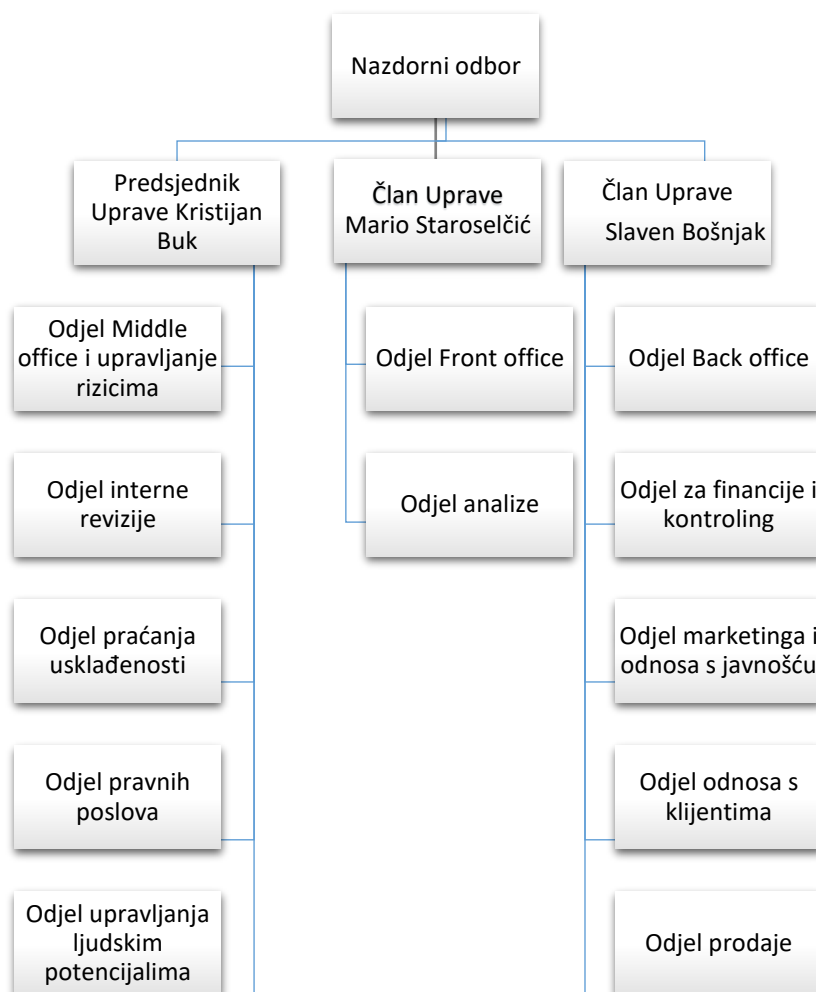 Nazdorni odbor
Predsjednik
Uprave Kristijan
Buk
Član Uprave
Mario Staroselčić
Član Uprave
Slaven Bošnjak
Odjel Middle
office i upravljanje
rizicima
Odjel Front office
Odjel Back office
Odjel interne
revizije
Odjel analize
Odjel za financije i
kontroling
Odjel praćanja
usklađenosti
Odjel marketinga i
odnosa s javnošću
Odjel pravnih
poslova
Odjel odnosa s
klijentima
Odjel upravljanja
ljudskim
potencijalima
Odjel prodaje